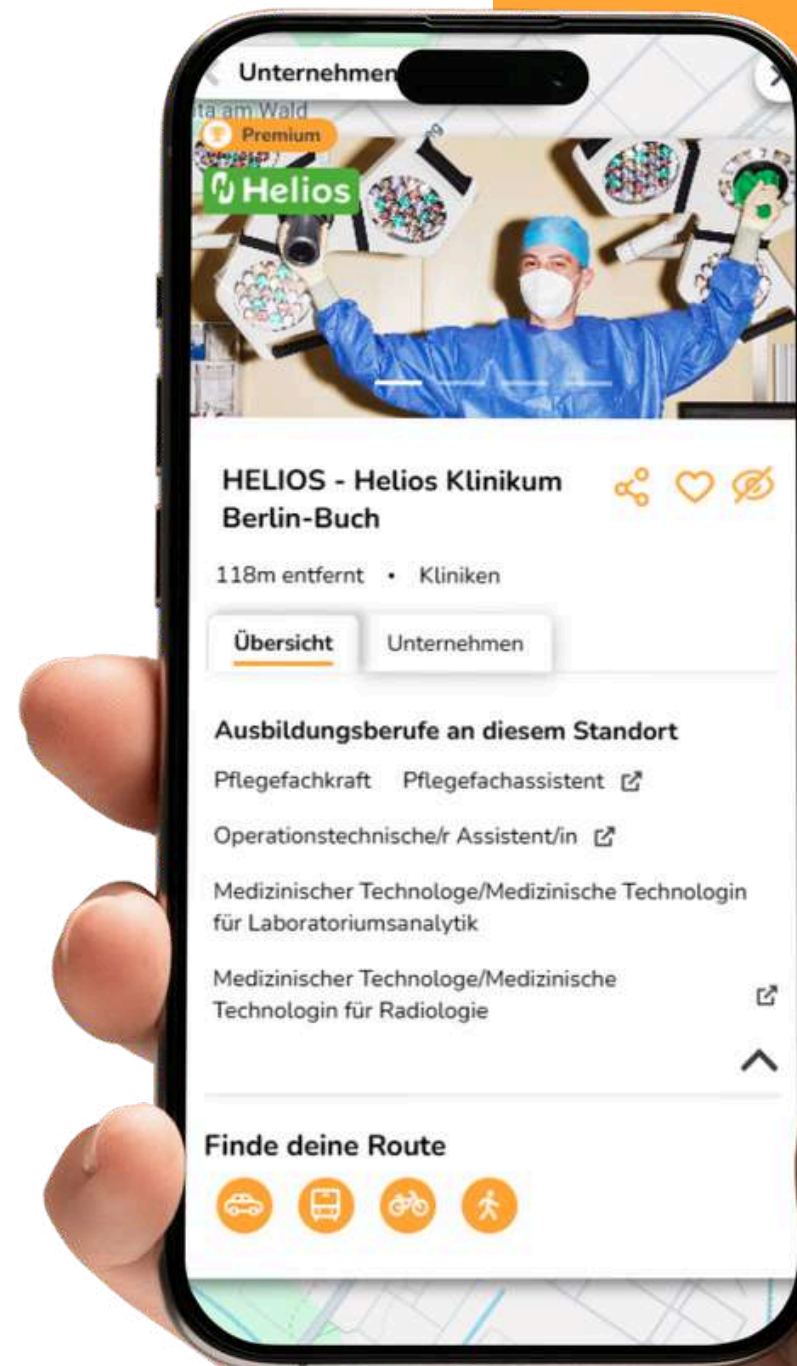 Unternehmen
ta am Wald
Premium
Helios
HELIOS - Helios Klinikum
Berlin-Buch
118m entfernt • Kliniken
Übersicht Unternehmen
Ausbildungsberufe an diesem Standort
Pflegefachkraft Pflegefachassistent
Operationstechnische/r Assistent/in
Medizinischer Technologe/Medizinische Technologin
für Laboratoriumsanalytik
Medizinischer Technologe/Medizinische
Technologin für Radiologie
Finde deine Route